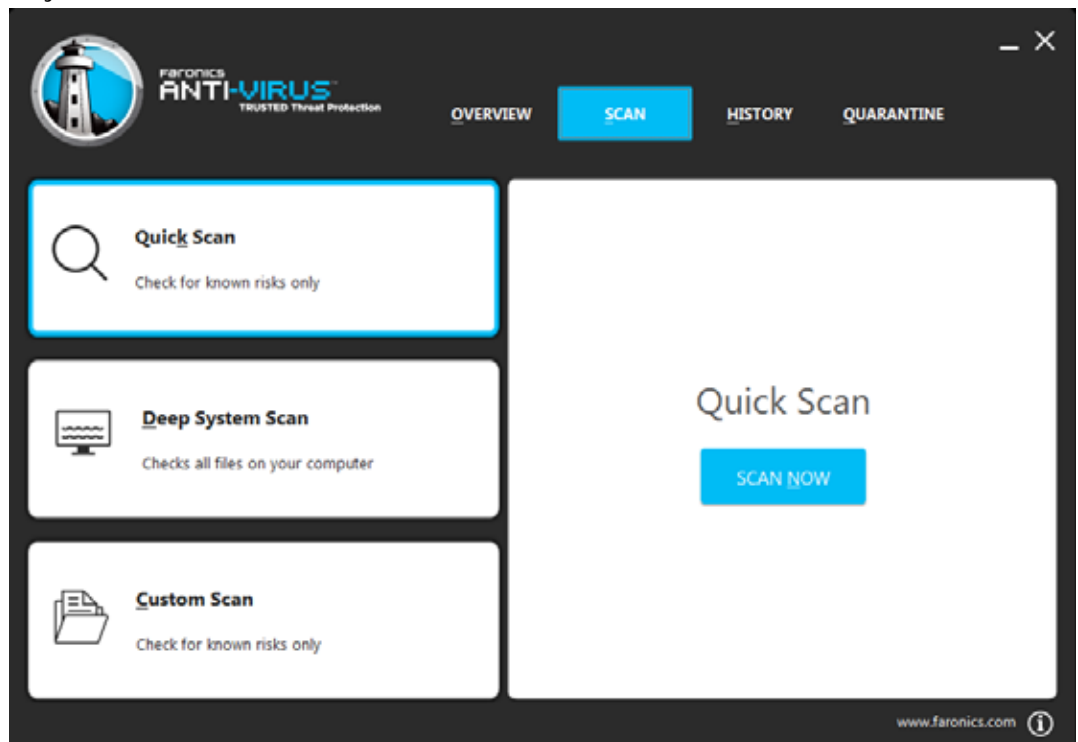 Faronics
ANTI-VIRUS™
TRUSTED Threat Protection
OVERVIEW
SCAN
HISTORY
QUARANTINE
Quick Scan
Check for known risks only
Deep System Scan
Checks all files on your computer
Custom Scan
Check for known risks only
Quick Scan
SCAN NOW
www.faronics.com